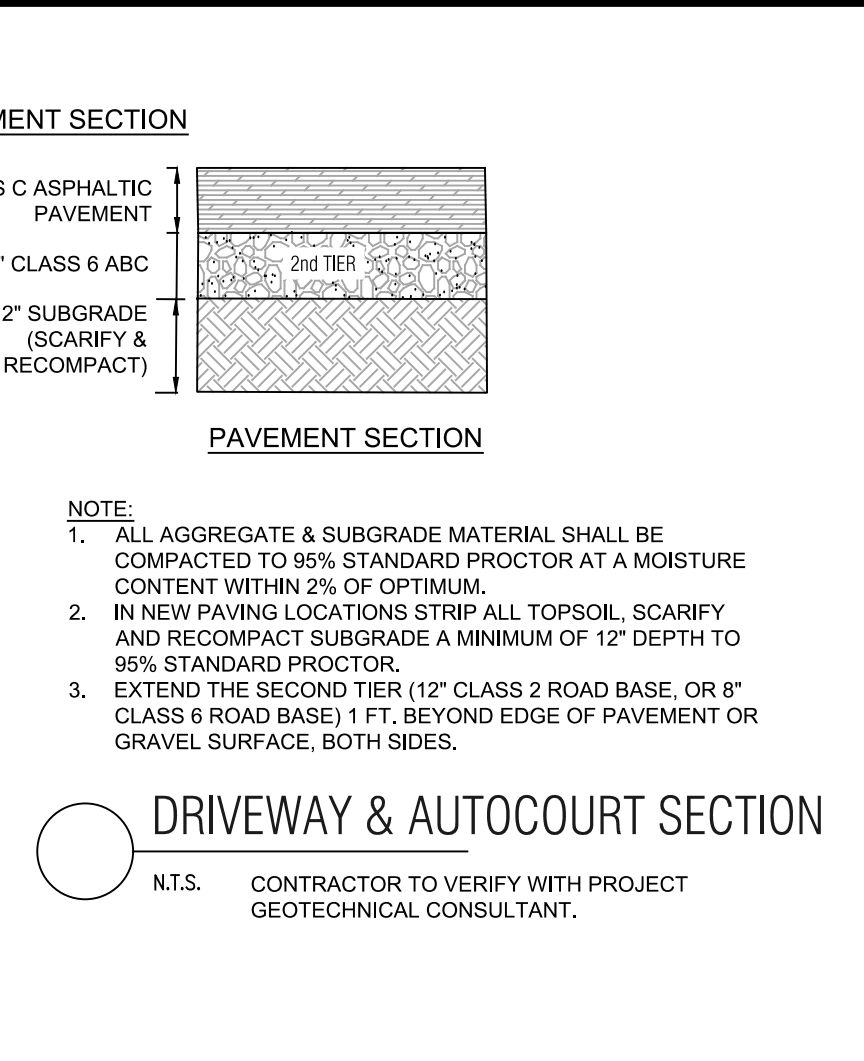 SECTION
C ASPHALTIC
PAVEMENT
" CLASS 6 ABC
2nd TIER
2" SUBGRADE
(SCARIFY &
RECOMPACT)
PAVEMENT SECTION
NOTE:
1. ALL AGGREGATE & SUBGRADE MATERIAL SHALL BE
COMPACTED TO 95% STANDARD PROCTOR AT A MOISTURE
CONTENT WITHIN 2% OF OPTIMUM.
2. IN NEW PAVING LOCATIONS STRIP ALL TOPSOIL, SCARIFY
AND RECOMPACT SUBGRADE A MINIMUM OF 12" DEPTH TO
95% STANDARD PROCTOR.
3. EXTEND THE SECOND TIER (12" CLASS 2 ROAD BASE, OR 8"
CLASS 6 ROAD BASE) 1 FT. BEYOND EDGE OF PAVEMENT OR
GRAVEL SURFACE, BOTH SIDES.
DRIVEWAY & AUTOCOURT SECTION
N.T.S. CONTRACTOR TO VERIFY WITH PROJECT
GEOTECHNICAL CONSULTANT.